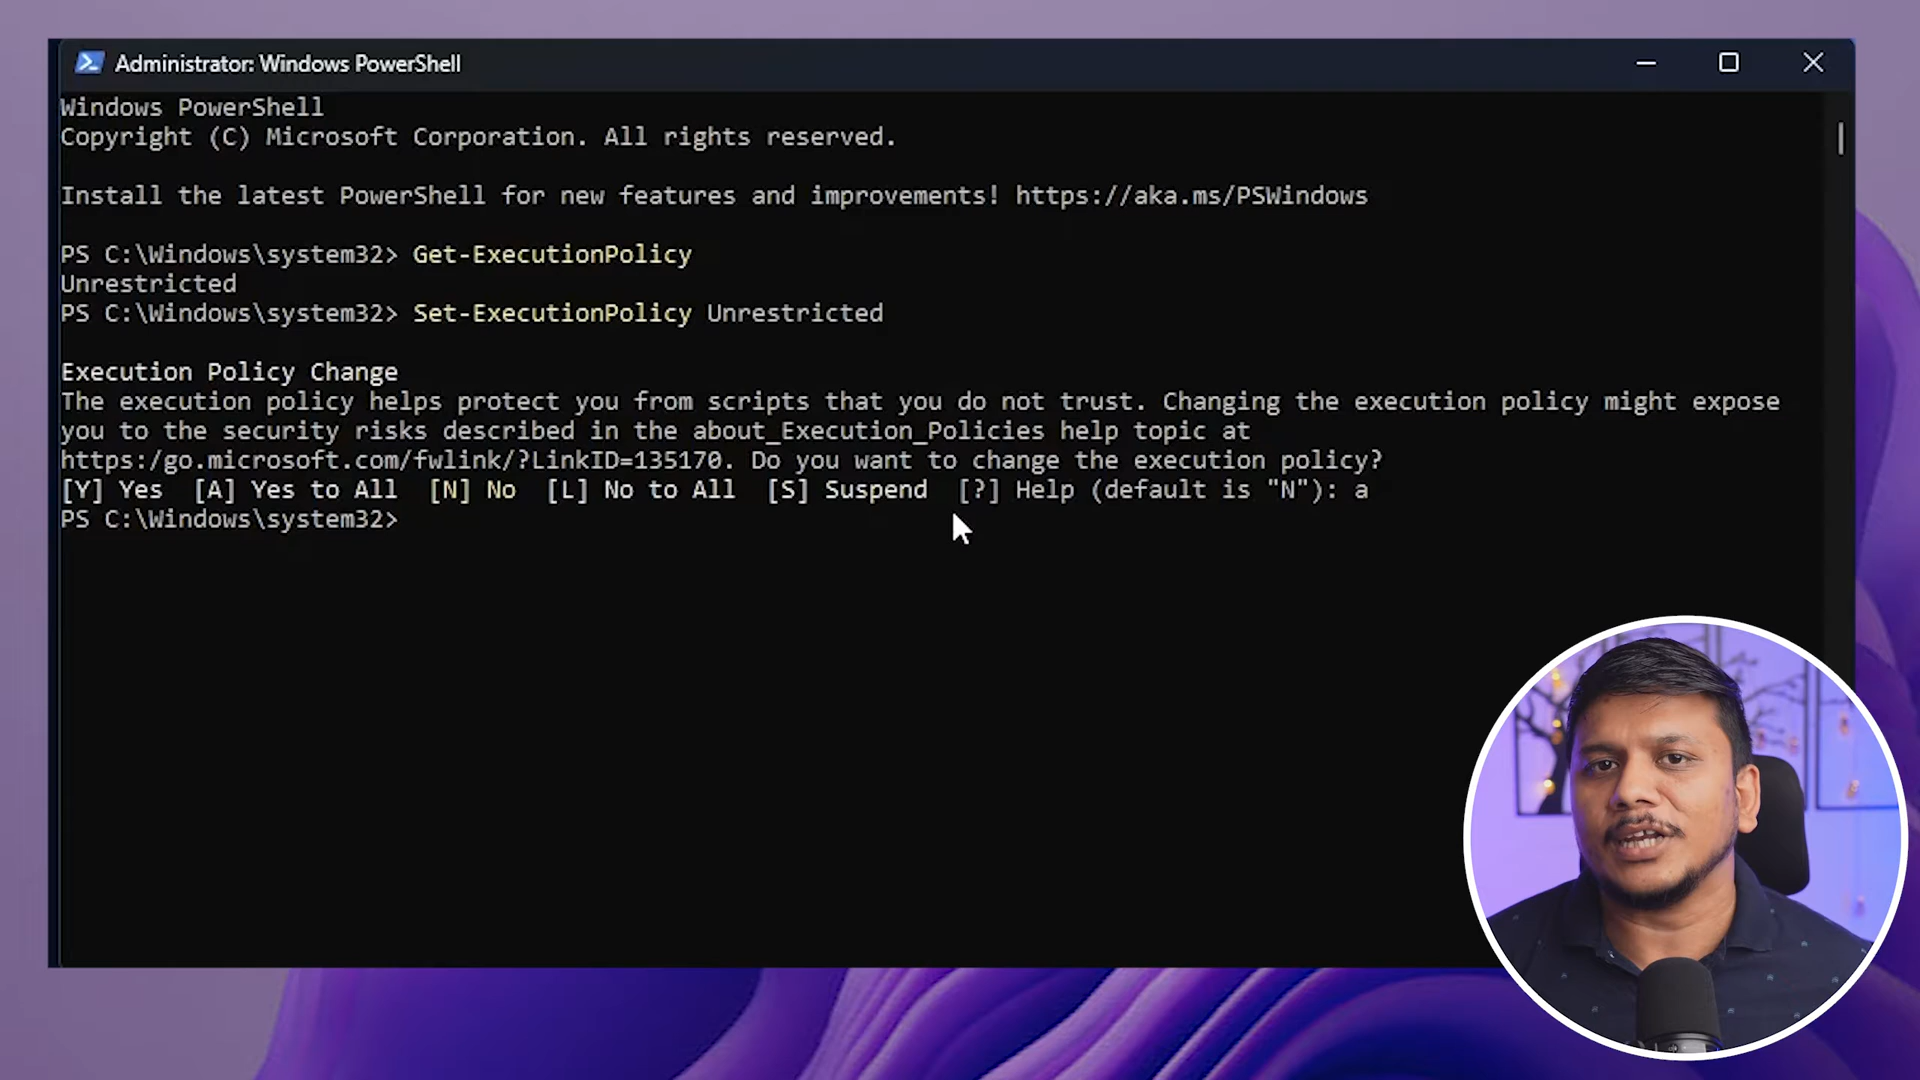 Administrator: Windows PowerShell
Windows PowerShell
Copyright (C) Microsoft Corporation. All rights reserved.
Install the latest PowerShell for new features and improvements! https://aka.ms/PSWindows
PS C:\Windows\system32> Get-ExecutionPolicy
Unrestricted
PS C:\Windows\system32> Set-ExecutionPolicy Unrestricted
Execution Policy Change
The execution policy helps protect you from scripts that you do not trust. Changing the execution policy might expose
you to the security risks described in the about_Execution_Policies help topic at
https:/go.microsoft.com/fwlink/?LinkID=135170. Do you want to change the execution policy?
[Y] Yes  [A] Yes to All  [N] No  [L] No to All  [S] Suspend  [?] Help (default is "N"): a
PS C:\Windows\system32>